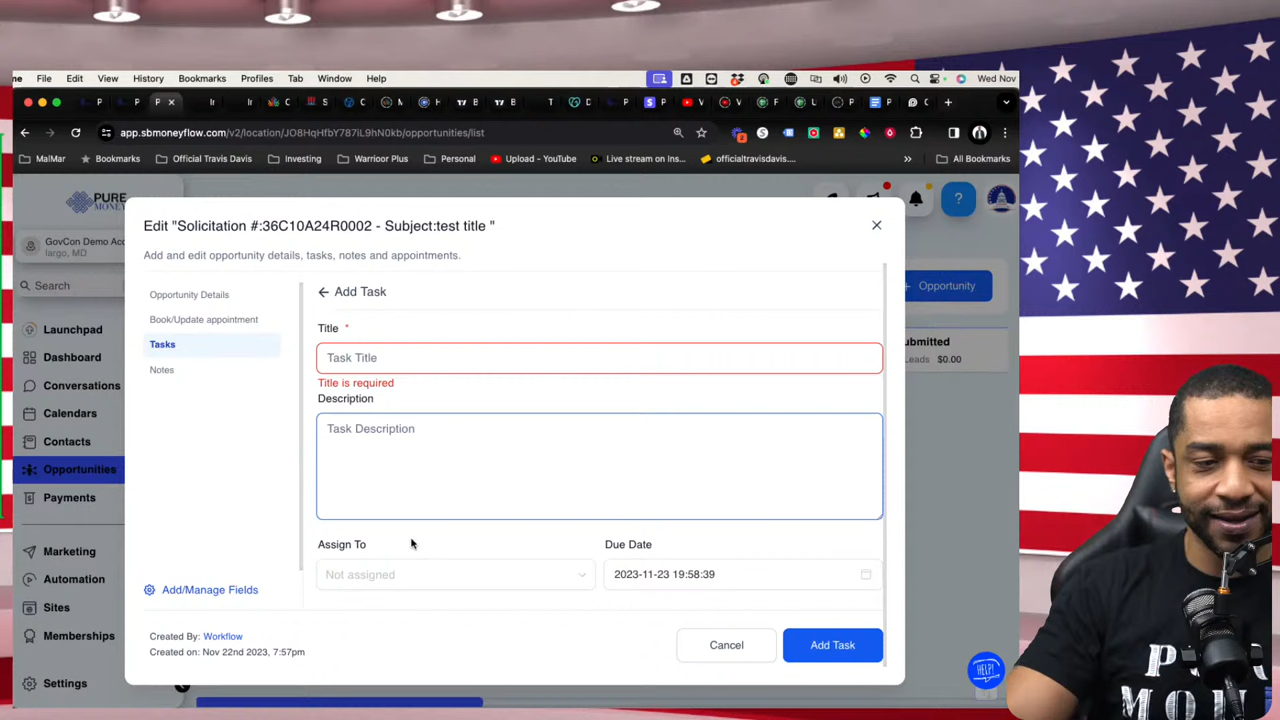 File Edit View History Bookmarks Profiles Tab Window Help Wed Nov
app.sbmoneyflow.com/v2/location/JO8HqHfbY787iL9hN0kb/opportunities/list
MalMar Bookmarks Official Travis Davis Investing Warrioor Plus Personal Upload - YouTube Live stream on Ins... officialtravisdavis.... » All Bookmarks
PURE
MONEY
GovCon Demo Acc
largo, MD
Search
Launchpad
Dashboard
Conversations
Calendars
Contacts
Opportunities
Payments
Marketing
Automation
Sites
Memberships
Settings
Edit "Solicitation #:36C10A24R0002 - Subject:test title "
Add and edit opportunity details, tasks, notes and appointments.
Opportunity Details
Book/Update appointment
Tasks
Notes
Add/Manage Fields
Add Task
Title *
Task Title
Title is required
Description
Task Description
Assign To
Not assigned
Due Date
2023-11-23 19:58:39
Created By: Workflow
Created on: Nov 22nd 2023, 7:57pm
Cancel
Add Task
?
+ Opportunity
ubmitted
Leads $0.00
HELP!